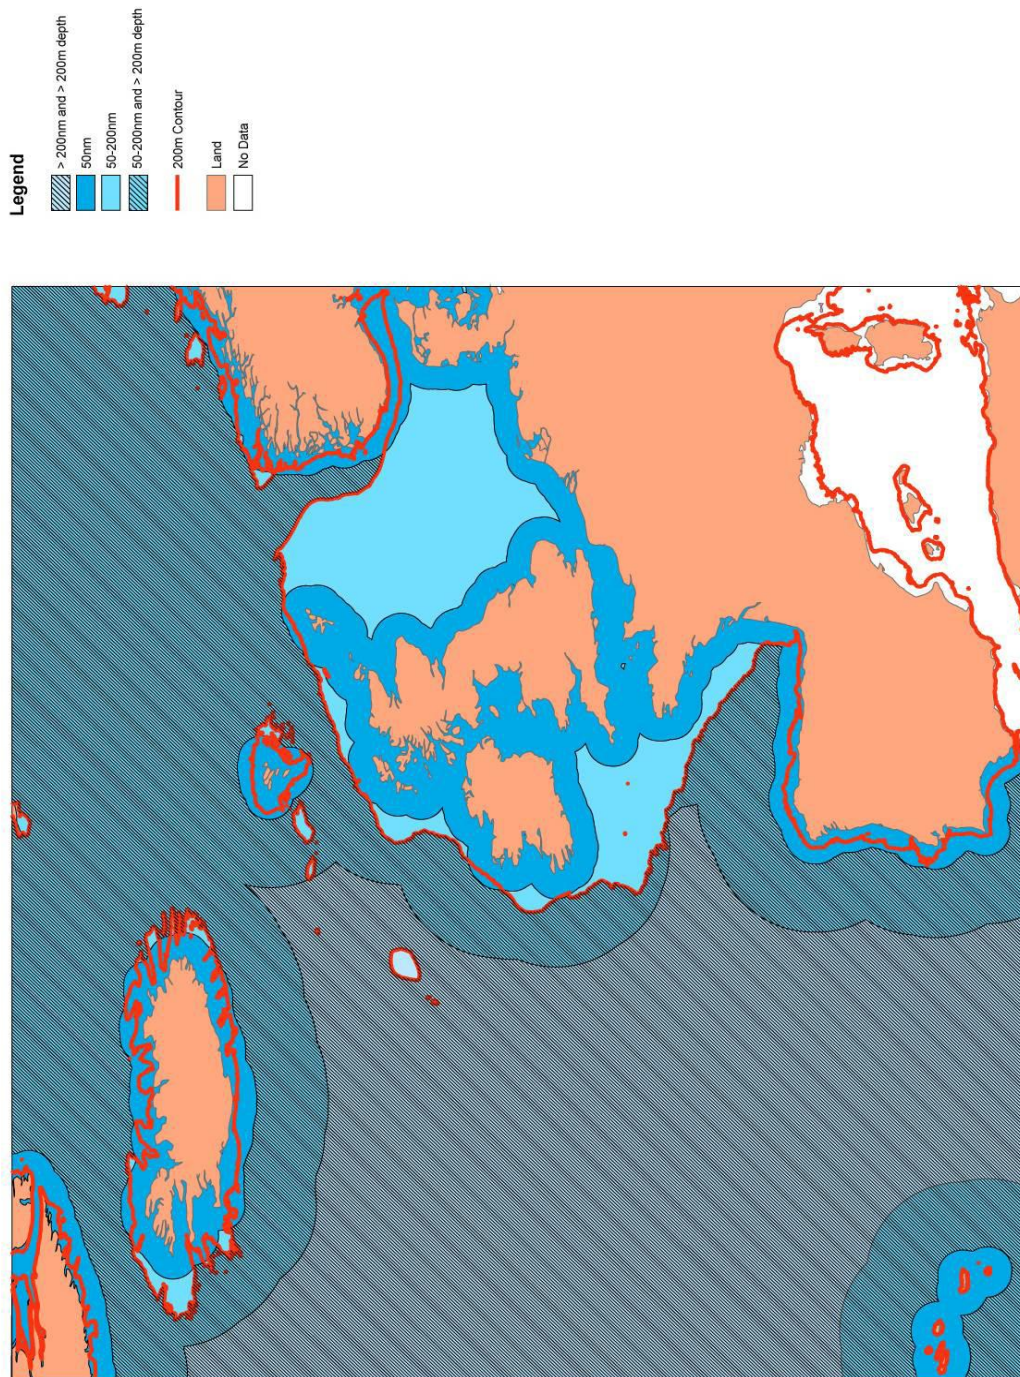 Legend
> 200nm and > 200m depth
50nm
50-200nm
50-200nm and > 200m depth
200m Contour
Land
No Data